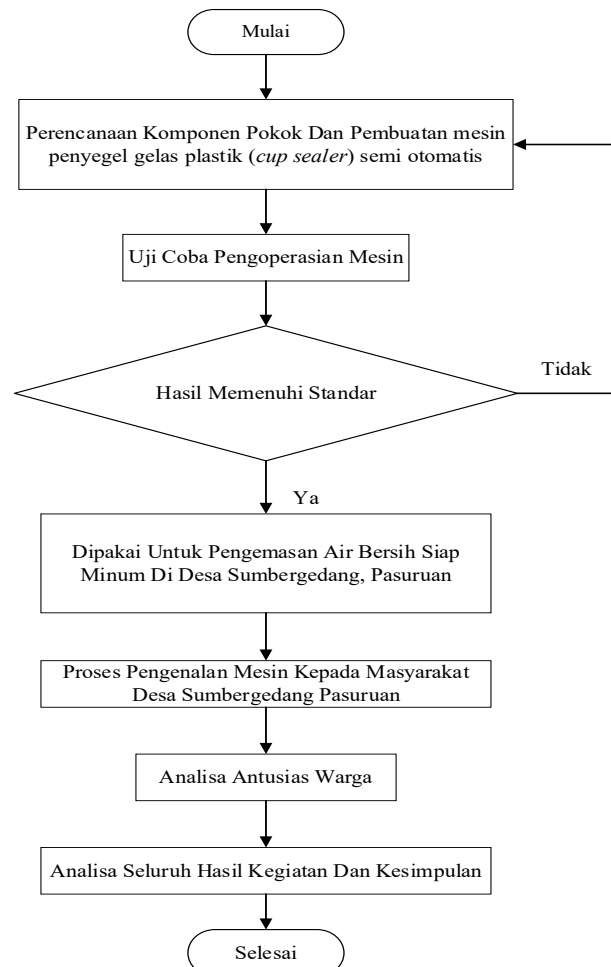 Mulai
Perencanaan Komponen Pokok Dan Pembuatan mesin
penyegel gelas plastik (cup sealer) semi otomatis
Uji Coba Pengoperasian Mesin
Hasil Memenuhi Standar
Tidak
Ya
Dipakai Untuk Pengemasan Air Bersih Siap
Minum Di Desa Sumbergedang, Pasuruan
Proses Pengenalan Mesin Kepada Masyarakat
Desa Sumbergedang Pasuruan
Analisa Antusias Warga
Analisa Seluruh Hasil Kegiatan Dan Kesimpulan
Selesai